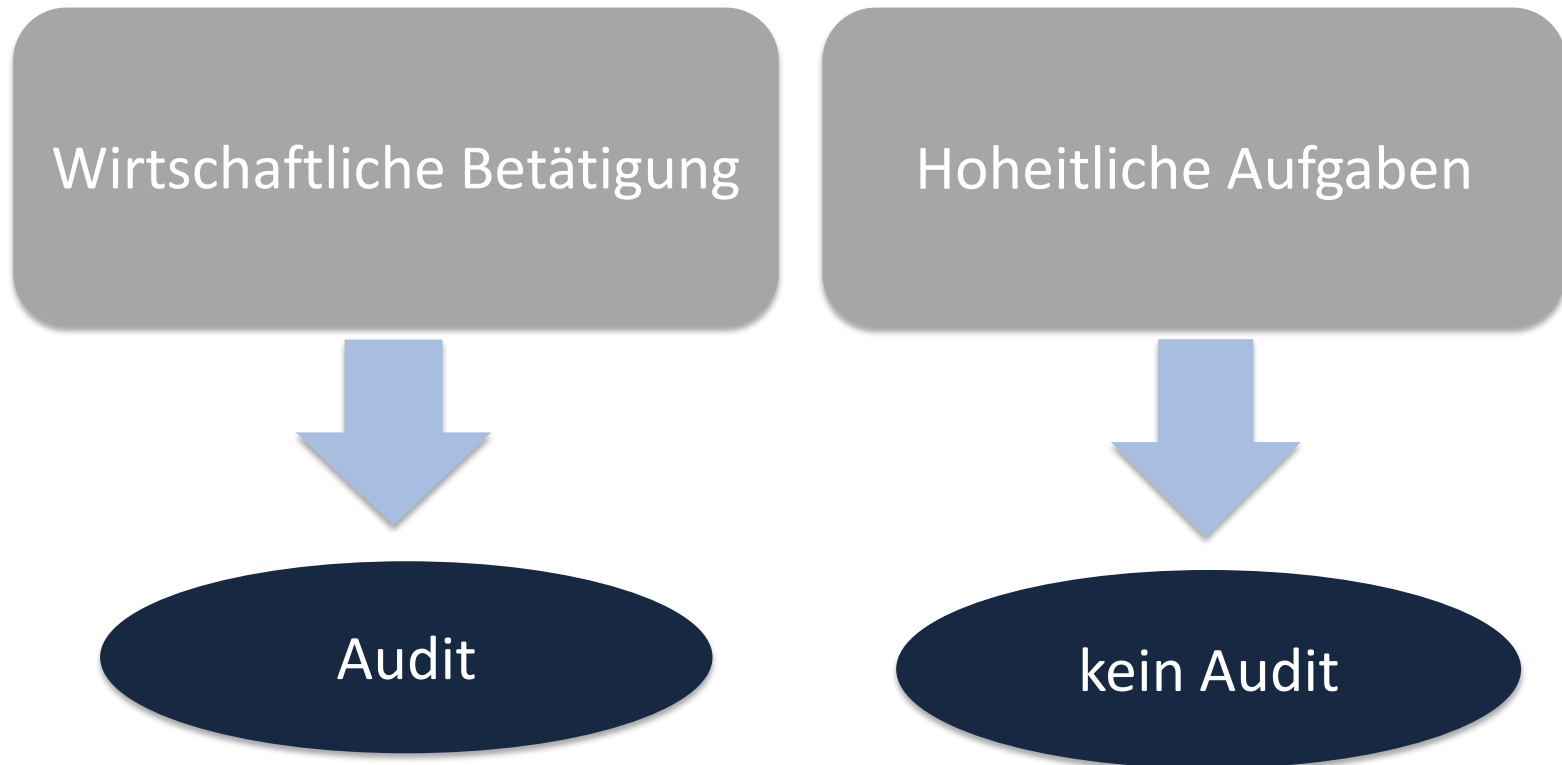 Wirtschaftliche Betätigung
Hoheitliche Aufgaben
Audit
kein Audit